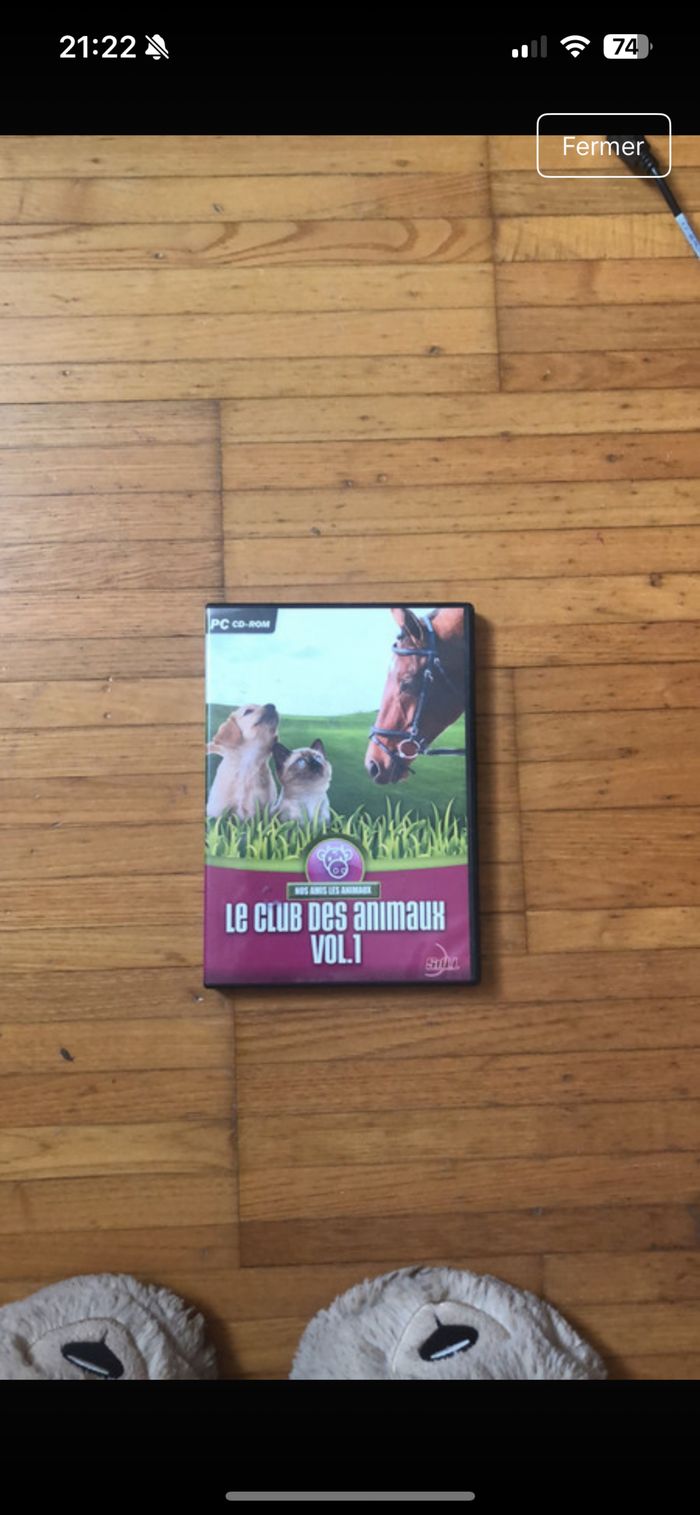 21:22
74
Fermer
PC CD-ROM
NOS AMIS LES ANIMAUX
Le CLUB Des animaux
VOL.1